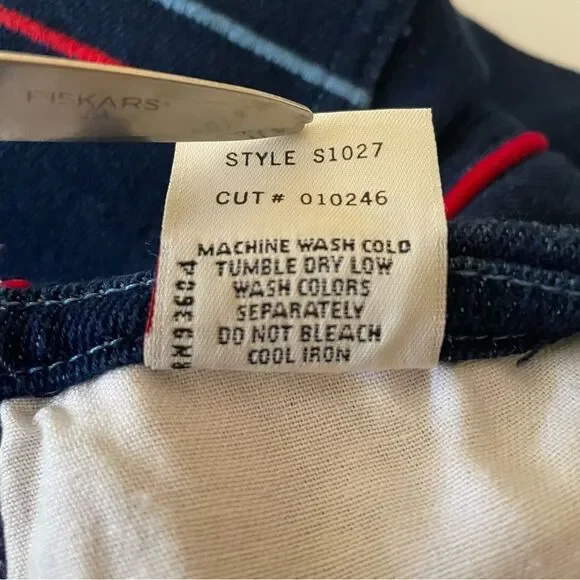 FISKARS
STYLE S1027
CUT # 010246
MACHINE WASH COLD
TUMBLE DRY LOW
WASH COLORS
SEPARATELY
DO NOT BLEACH
COOL IRON
RN93604